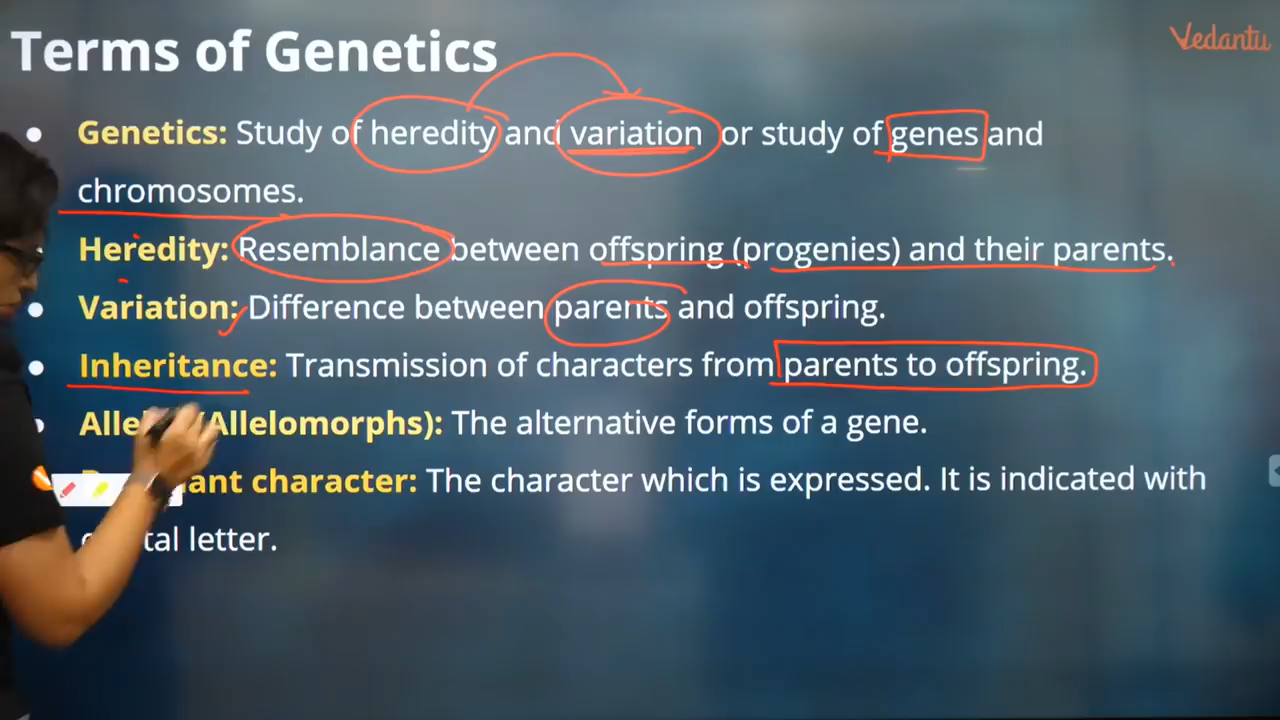 Terms of Genetics
Vedantu
Genetics: Study of heredity and variation or study of genes and
chromosomes.
Heredity: Resemblance between offspring (progenies) and their parents.
Variation: Difference between parents and offspring.
Inheritance: Transmission of characters from parents to offspring.
(Allelomorphs): The alternative forms of a gene.
character: The character which is expressed. It is indicated with
letter.